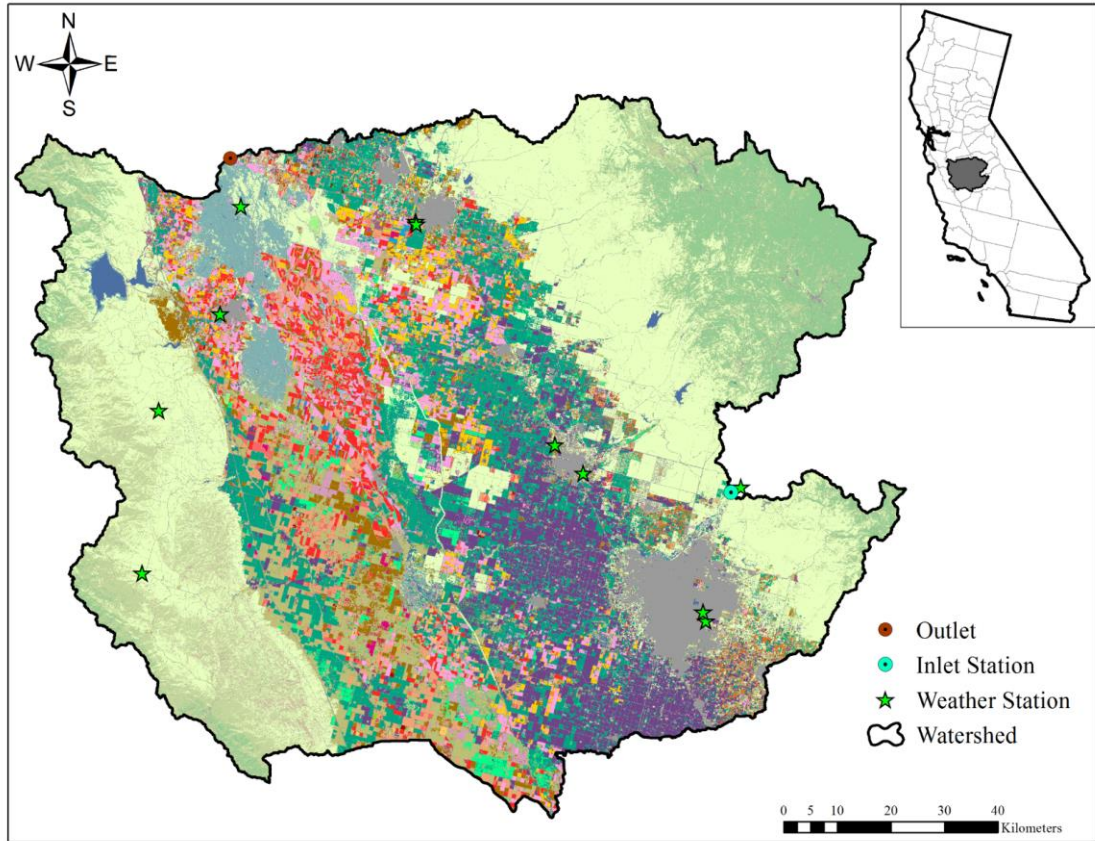 N
W E
S
Outlet
Inlet Station
Weather Station
Watershed
0 5 10 20 30 40
Kilometers